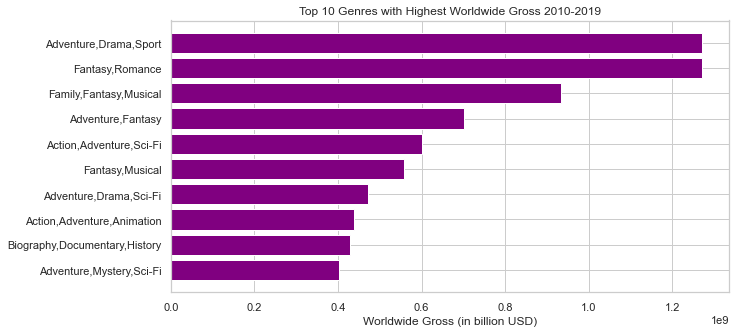 Top 10 Genres with Highest Worldwide Gross 2010-2019
Adventure,Drama,Sport
Fantasy,Romance
Family,Fantasy,Musical
Adventure,Fantasy
Action,Adventure,Sci-Fi
Fantasy,Musical
Adventure,Drama,Sci-Fi
Action,Adventure,Animation
Biography,Documentary,History
Adventure,Mystery,Sci-Fi
0.0 0.2 0.4 0.6 0.8 1.0 1.2
1e9
Worldwide Gross (in billion USD)